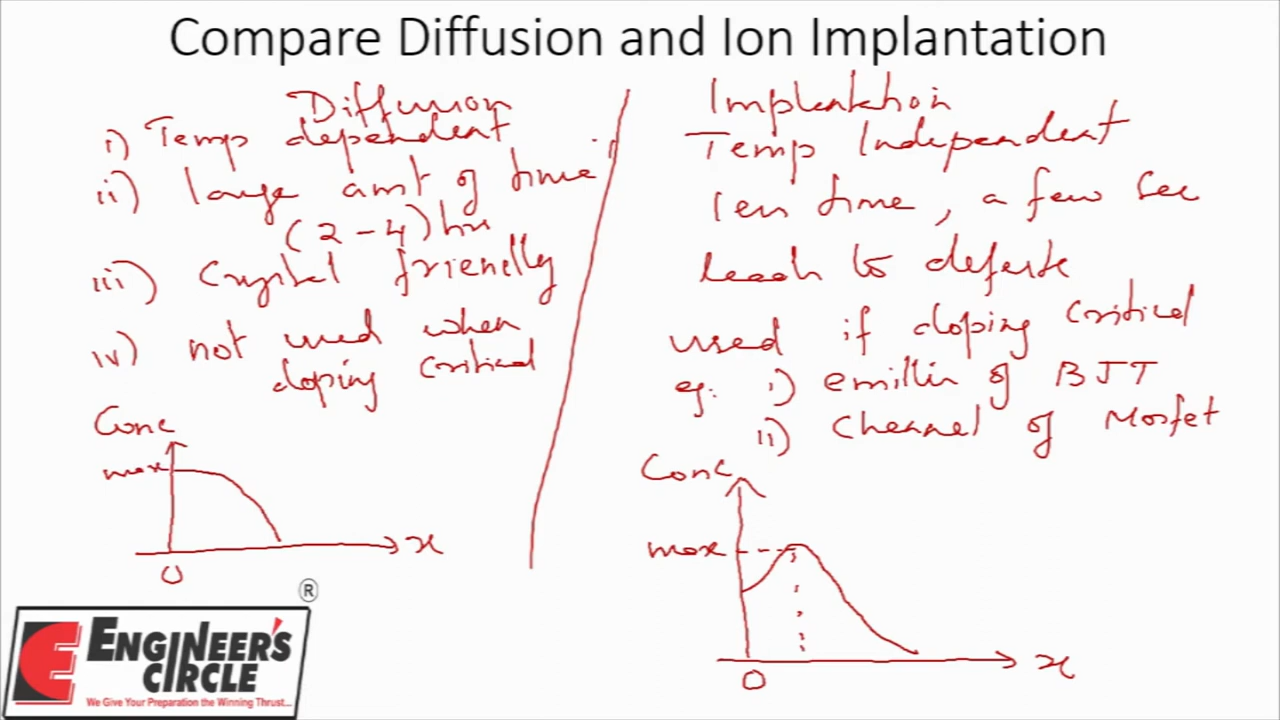 Compare Diffusion and Ion Implantation
Diffusion
i) Temp dependent
ii) large amt of time
(2-4) hrs
iii) Crystal friendly
iv) not used when
doping critical
Conc
max
x
0
Implantation
Temp Independent
less time, a few sec
leads to defects
used if doping critical
eg: i) emitter of BJT
ii) Channel of Mosfet
Conc
max
x
0
®
ENGINEER'S
CIRCLE
We Give Your Preparation the Winning Thrust...